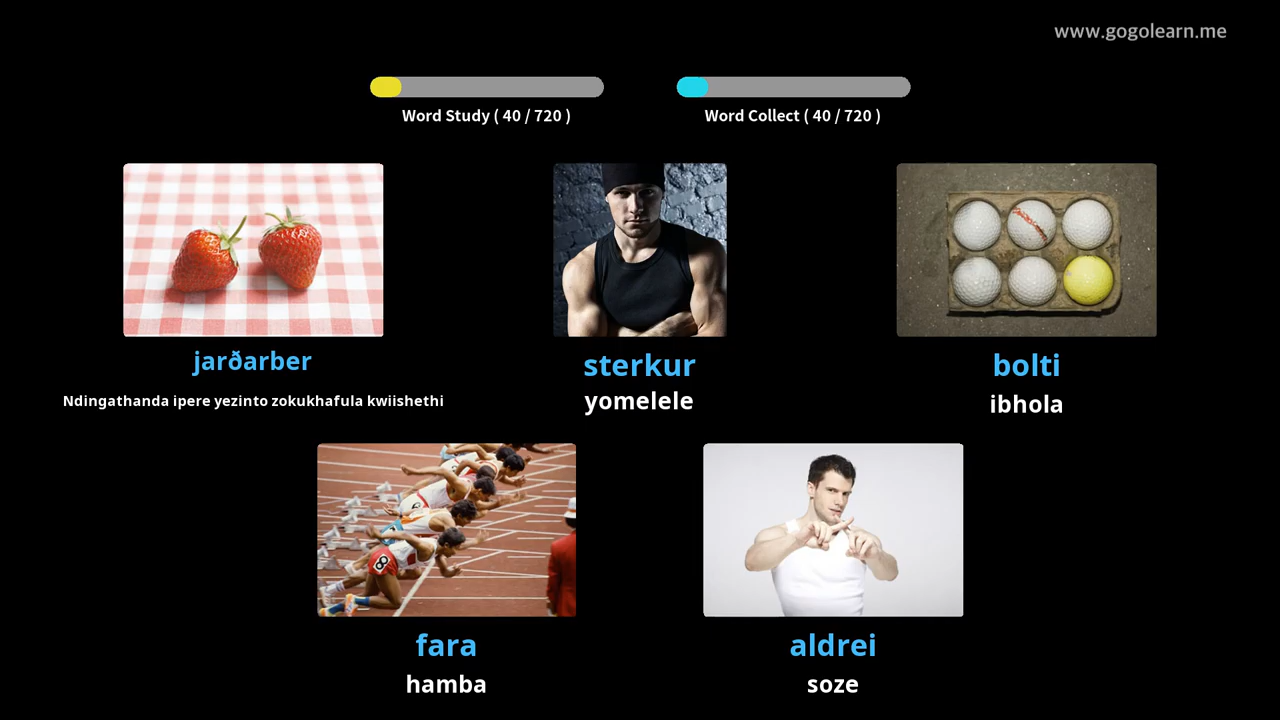 www.gogolearn.me
Word Study ( 40 / 720 )
Word Collect ( 40 / 720 )
jarðarber
Ndingathanda ipere yezinto zokukhafula kwiishethi
sterkur
yomelele
bolti
ibhola
fara
hamba
aldrei
soze